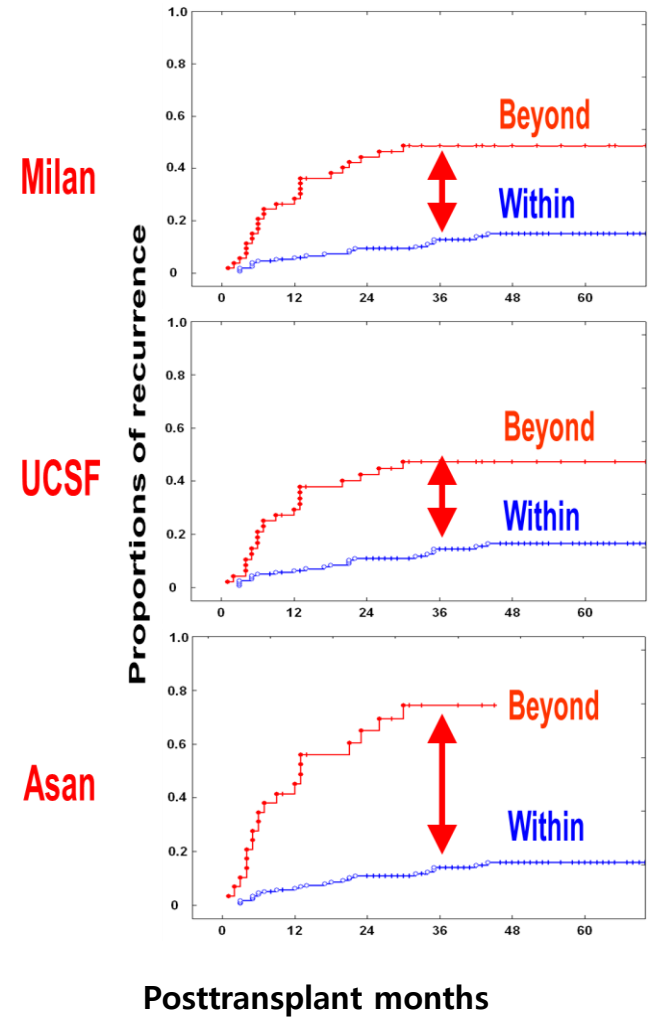 Proportions of recurrence
Milan
1.0
0.8
0.6
0.4
0.2
0
Beyond
Within
0 12 24 36 48 60
UCSF
1.0
0.8
0.6
0.4
0.2
0
Beyond
Within
0 12 24 36 48 60
Asan
1.0
0.8
0.6
0.4
0.2
0
Beyond
Within
0 12 24 36 48 60
Posttransplant months